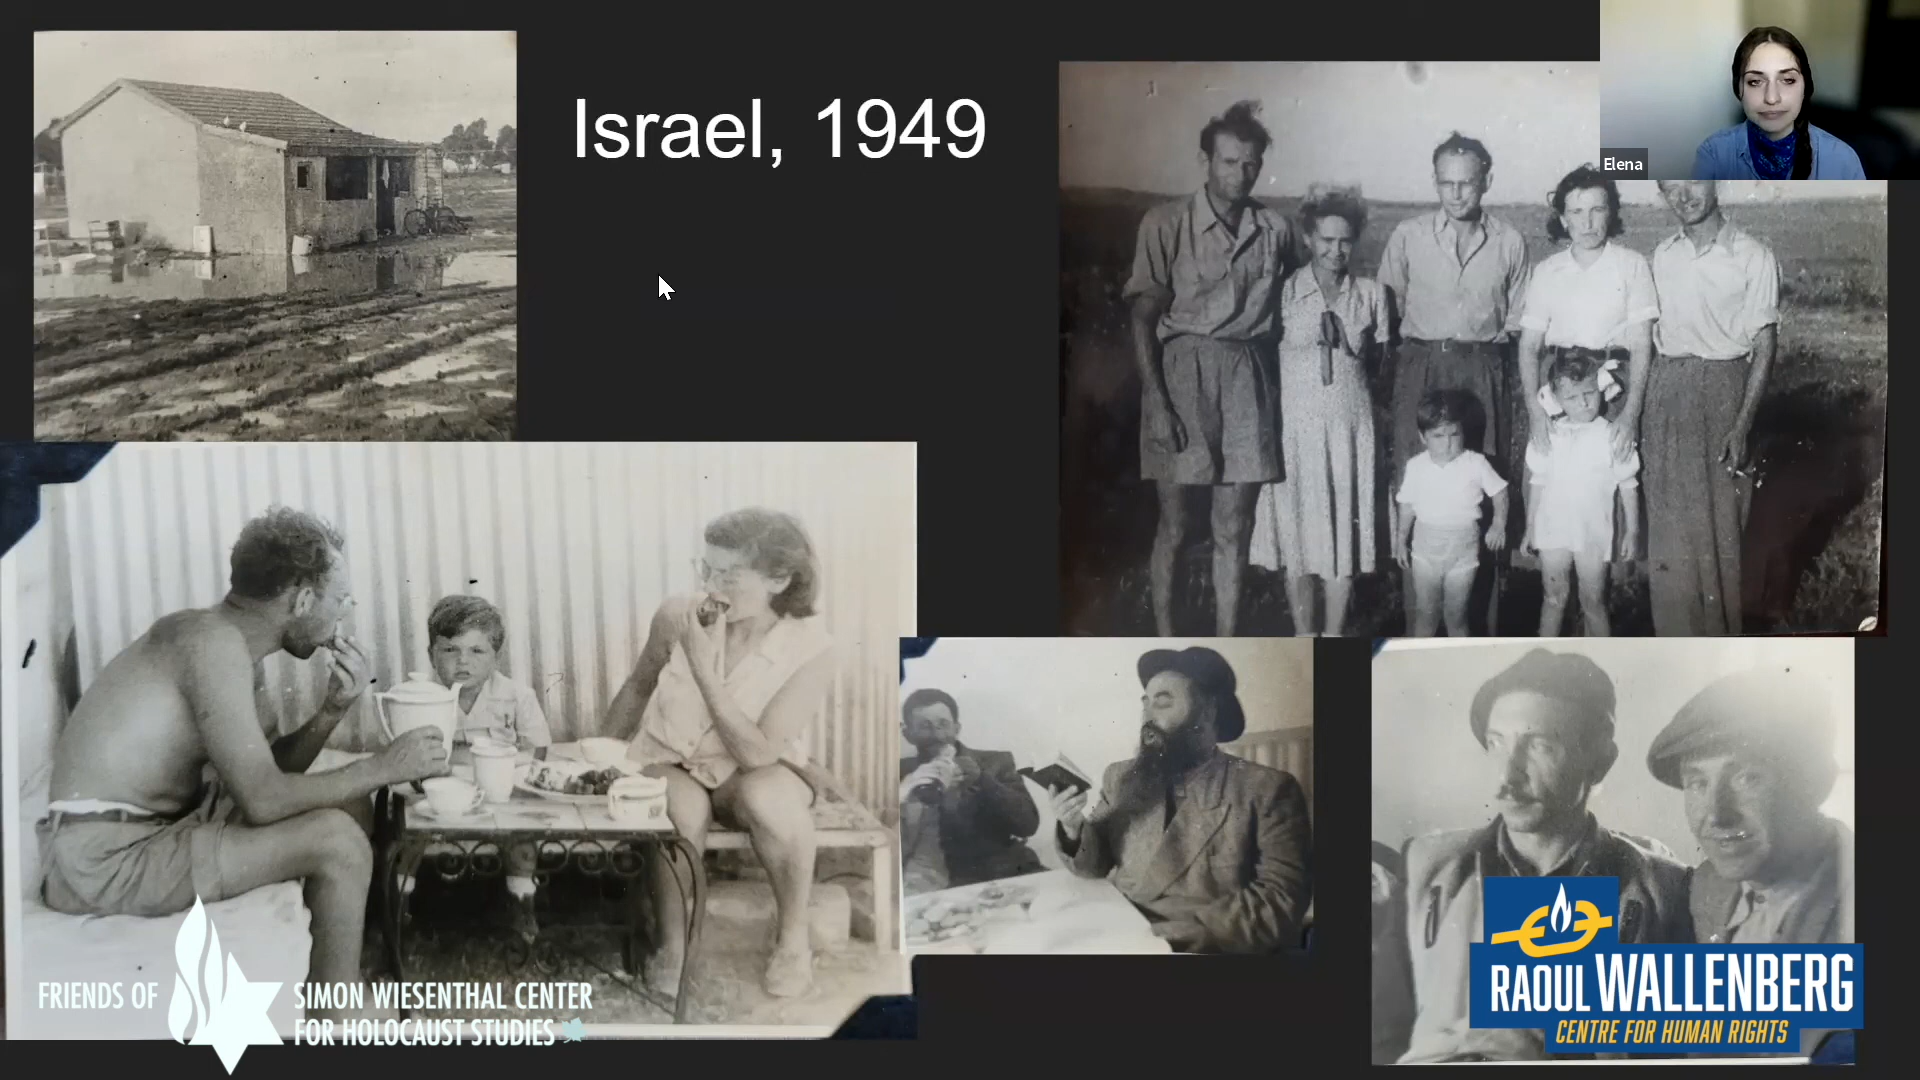 Israel, 1949
Elena
FRIENDS OF
SIMON WIESENTHAL CENTER
FOR HOLOCAUST STUDIES
RAOUL WALLENBERG
CENTRE FOR HUMAN RIGHTS